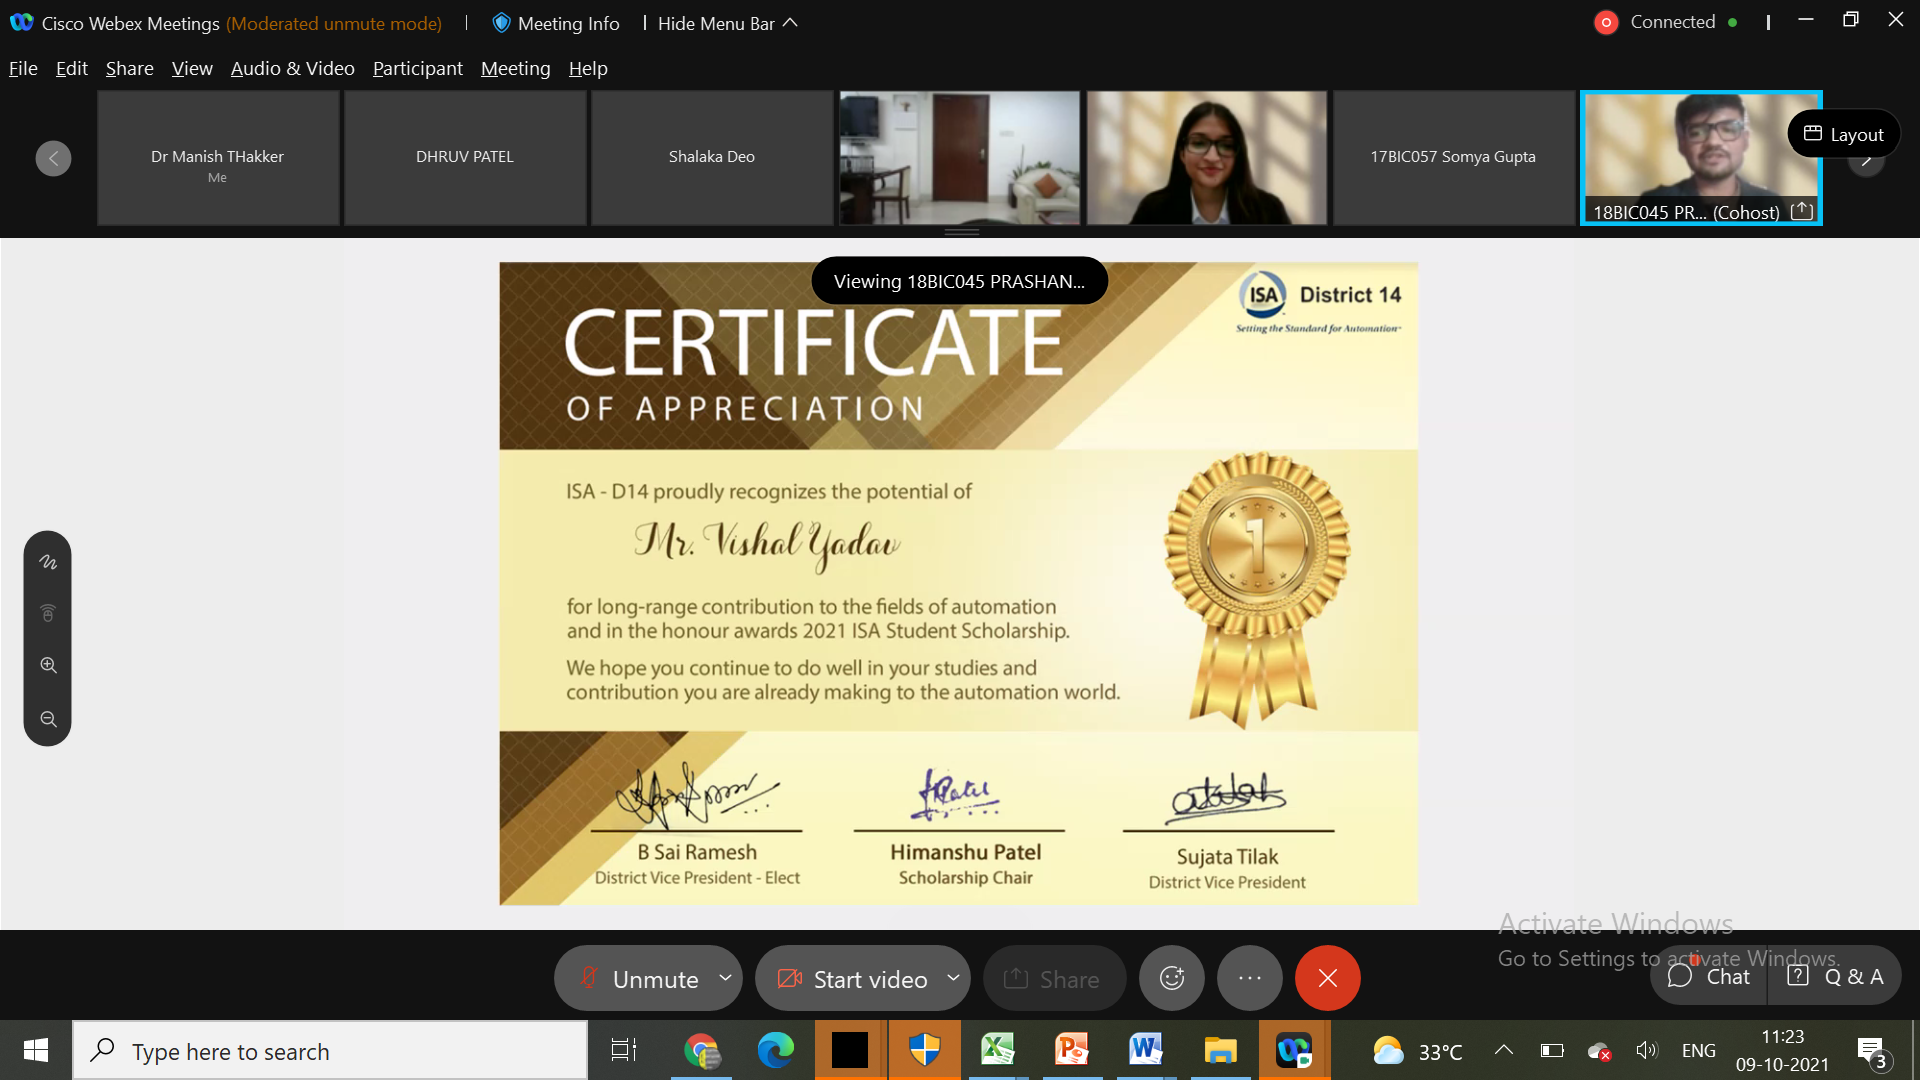 Cisco Webex Meetings (Moderated unmute mode) | Meeting Info | Hide Menu Bar
Connected
File Edit Share View Audio & Video Participant Meeting Help
Dr Manish THakker
Me
DHRUV PATEL
Shalaka Deo
17BIC057 Somya Gupta
18BIC045 PR... (Cohost)
Layout
Viewing 18BIC045 PRASHAN...
ISA District 14
Setting the Standard for Automation™
CERTIFICATE
OF APPRECIATION
ISA - D14 proudly recognizes the potential of
Mr. Vishal Yadav
1
for long-range contribution to the fields of automation
and in the honour awards 2021 ISA Student Scholarship.
We hope you continue to do well in your studies and
contribution you are already making to the automation world.
B Sai Ramesh
District Vice President - Elect
Himanshu Patel
Scholarship Chair
Sujata Tilak
District Vice President
Activate Windows
Go to Settings to activate Windows.
Unmute
Start video
Share
Chat
Q & A
Type here to search
33°C
ENG
11:23
09-10-2021
3